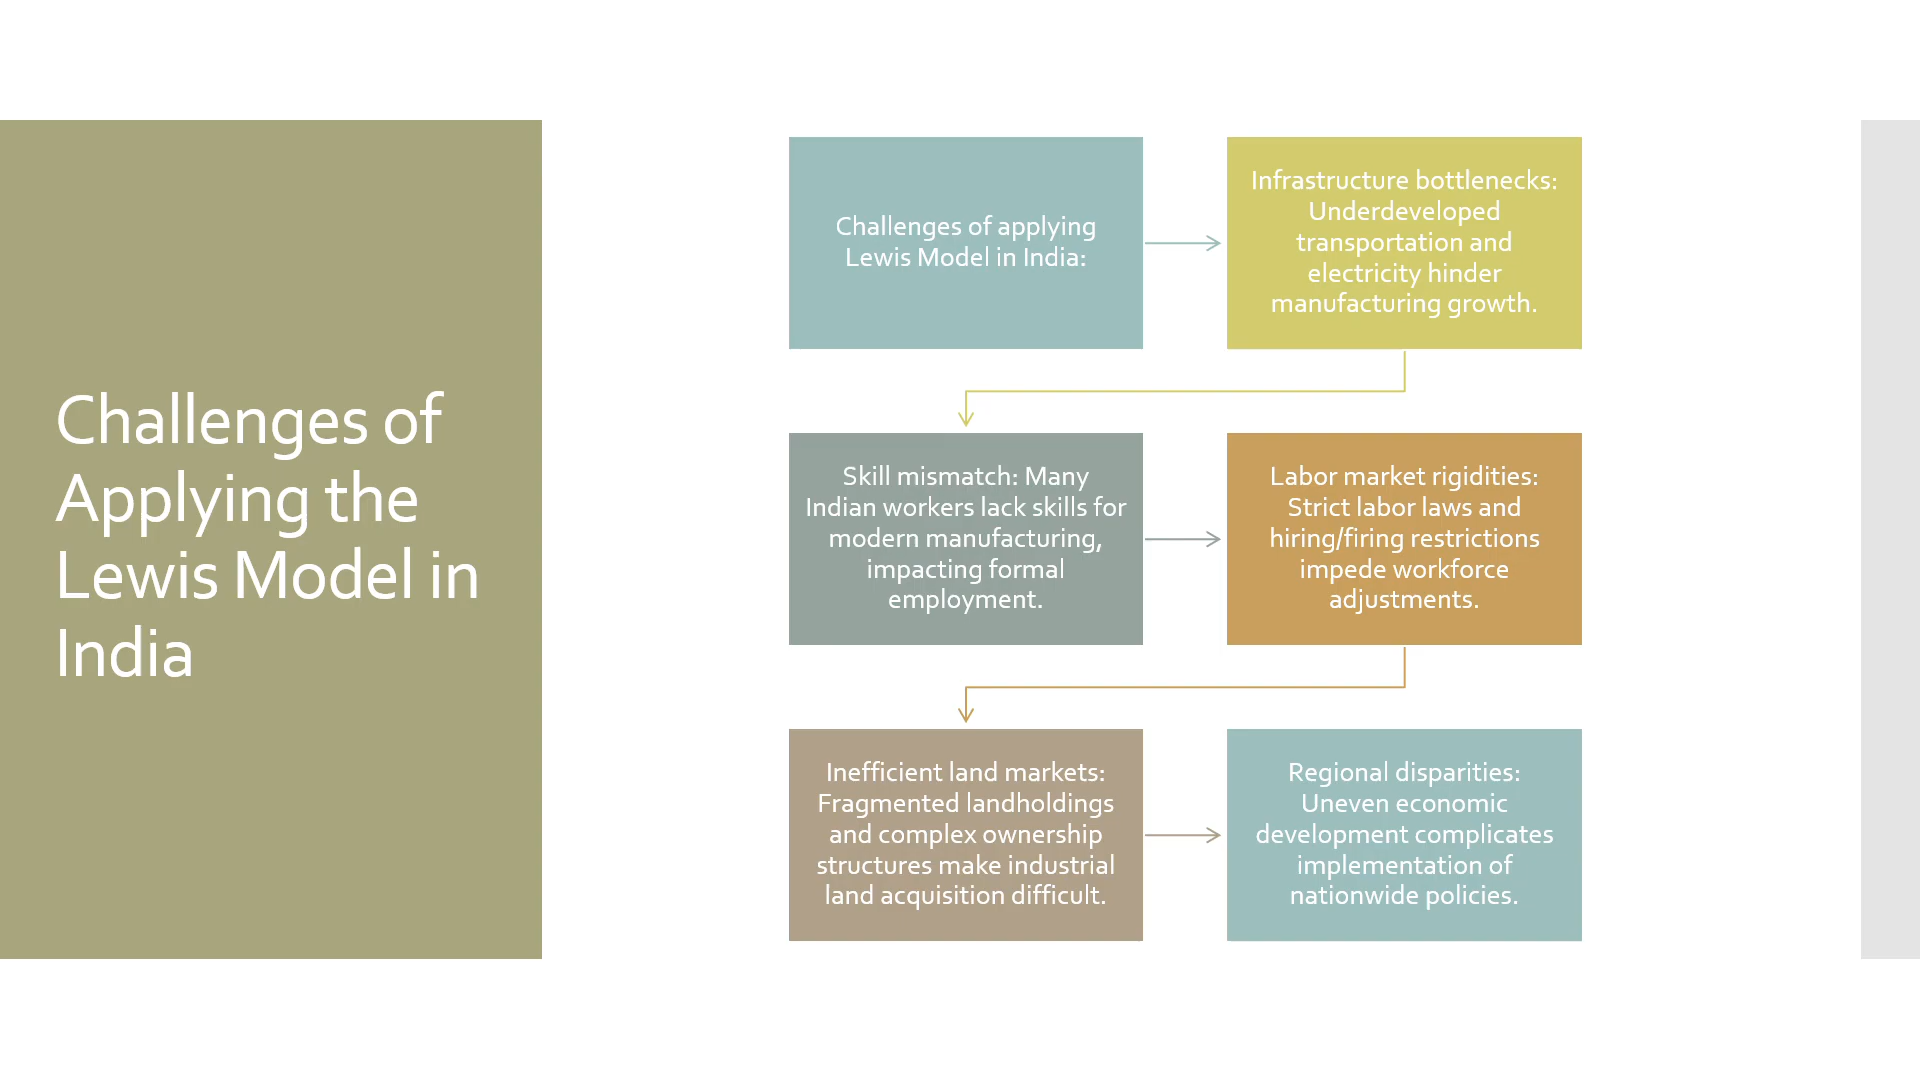 Challenges of
Applying the
Lewis Model in
India
Challenges of applying
Lewis Model in India:
Infrastructure bottlenecks:
Underdeveloped
transportation and
electricity hinder
manufacturing growth.
Skill mismatch: Many
Indian workers lack skills for
modern manufacturing,
impacting formal
employment.
Labor market rigidities:
Strict labor laws and
hiring/firing restrictions
impede workforce
adjustments.
Inefficient land markets:
Fragmented landholdings
and complex ownership
structures make industrial
land acquisition difficult.
Regional disparities:
Uneven economic
development complicates
implementation of
nationwide policies.